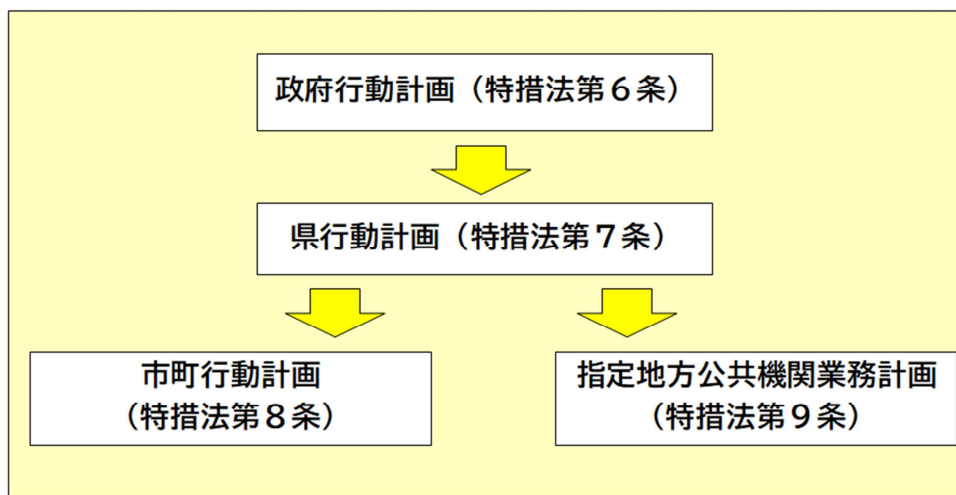 政府行動計画（特措法第６条）
県行動計画（特措法第７条）
市町行動計画
（特措法第８条）
指定地方公共機関業務計画
（特措法第９条）